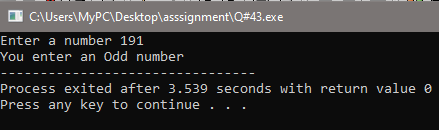 C:\Users\MyPC\Desktop\asssignment\Q#43.exe
Enter a number 191
You enter an Odd number
--------------------------------
Process exited after 3.539 seconds with return value 0
Press any key to continue . . .